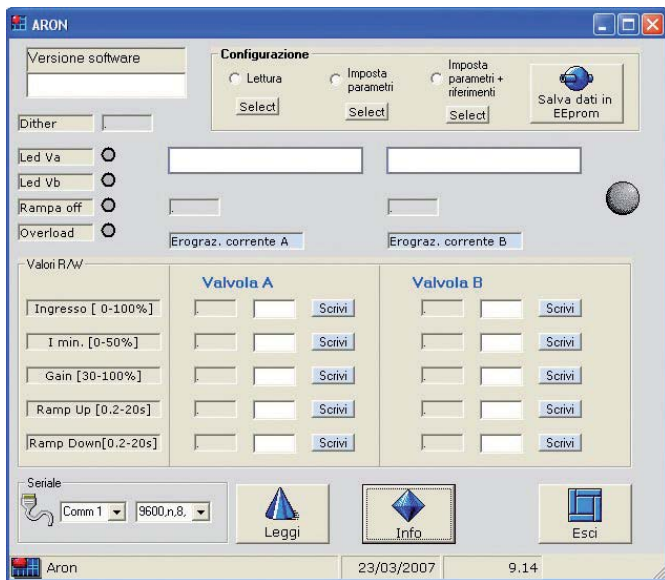 ARON
Versione software
Configurazione
Lettura
Select
Imposta
parametri
Select
Imposta
parametri +
riferimenti
Select
Salva dati in
EEprom
Dither
.
Led Va
Led Vb
Rampa off
Overload
.
.
Erograz. corrente A
Erograz. corrente B
Valori R/W
Valvola A
Valvola B
Ingresso [ 0-100%]
.
Scrivi
.
Scrivi
I min. [0-50%]
.
Scrivi
.
Scrivi
Gain [30-100%]
.
Scrivi
.
Scrivi
Ramp Up [0.2-20s]
.
Scrivi
.
Scrivi
Ramp Down[0.2-20s]
.
Scrivi
.
Scrivi
Seriale
Comm 1
9600,n,8,
Leggi
Info
Esci
Aron
23/03/2007
9.14